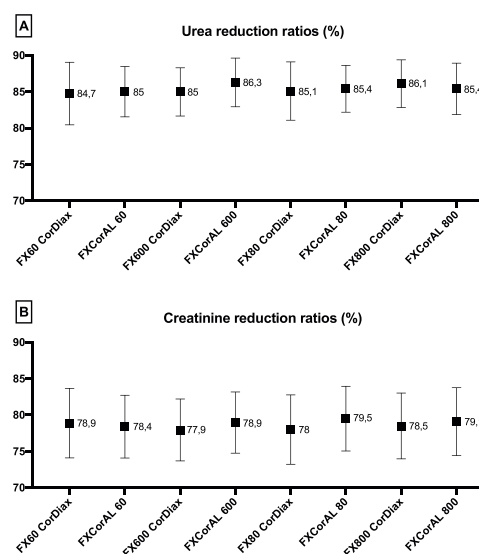 A
Urea reduction ratios (%)
90
85
80
75
70
84,7
85
85
86,3
85,1
85,4
86,1
85,4
FX60 CorDiax
FXCorAL 60
FX600 CorDiax
FXCorAL 600
FX80 CorDiax
FXCorAL 80
FX800 CorDiax
FXCorAL 800
B
Creatinine reduction ratios (%)
90
85
80
75
70
78,9
78,4
77,9
78,9
78
79,5
78,5
79,
FX60 CorDiax
FXCorAL 60
FX600 CorDiax
FXCorAL 600
FX80 CorDiax
FXCorAL 80
FX800 CorDiax
FXCorAL 800